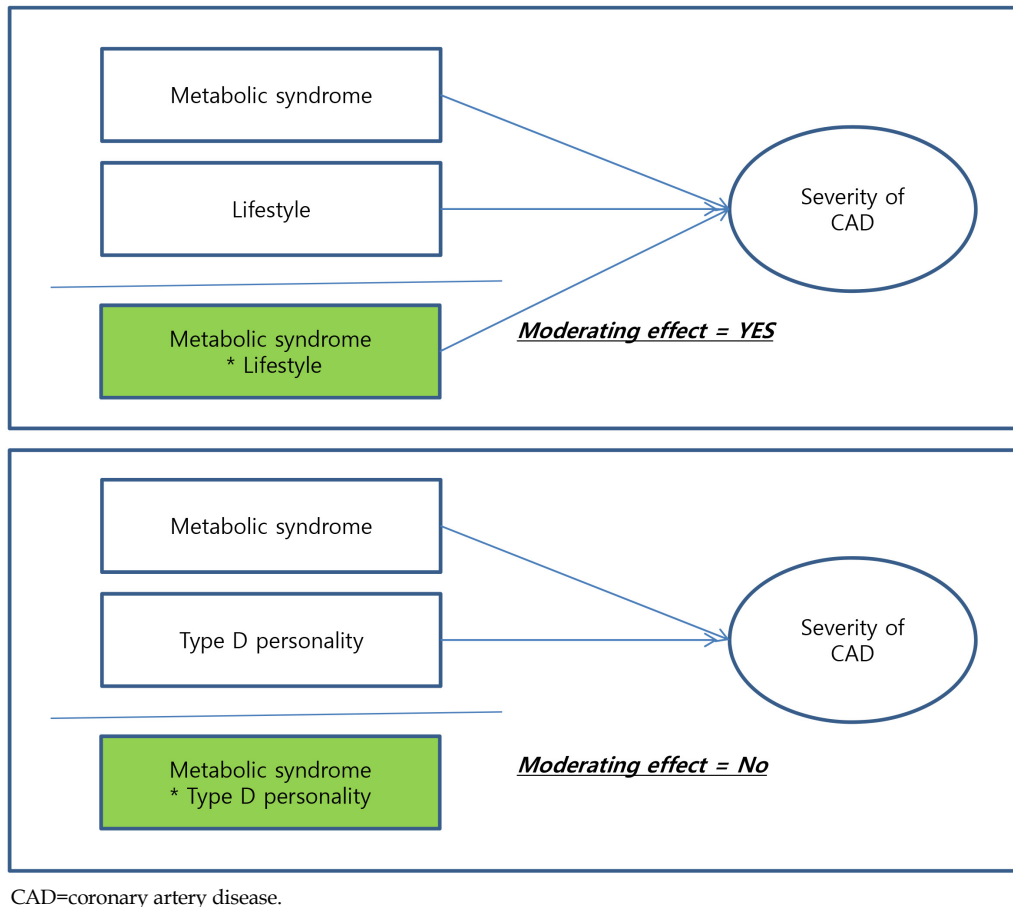 Metabolic syndrome
Lifestyle
Metabolic syndrome
* Lifestyle
Severity of
CAD
Moderating effect = YES
Metabolic syndrome
Type D personality
Metabolic syndrome
* Type D personality
Severity of
CAD
Moderating effect = No
CAD=coronary artery disease.